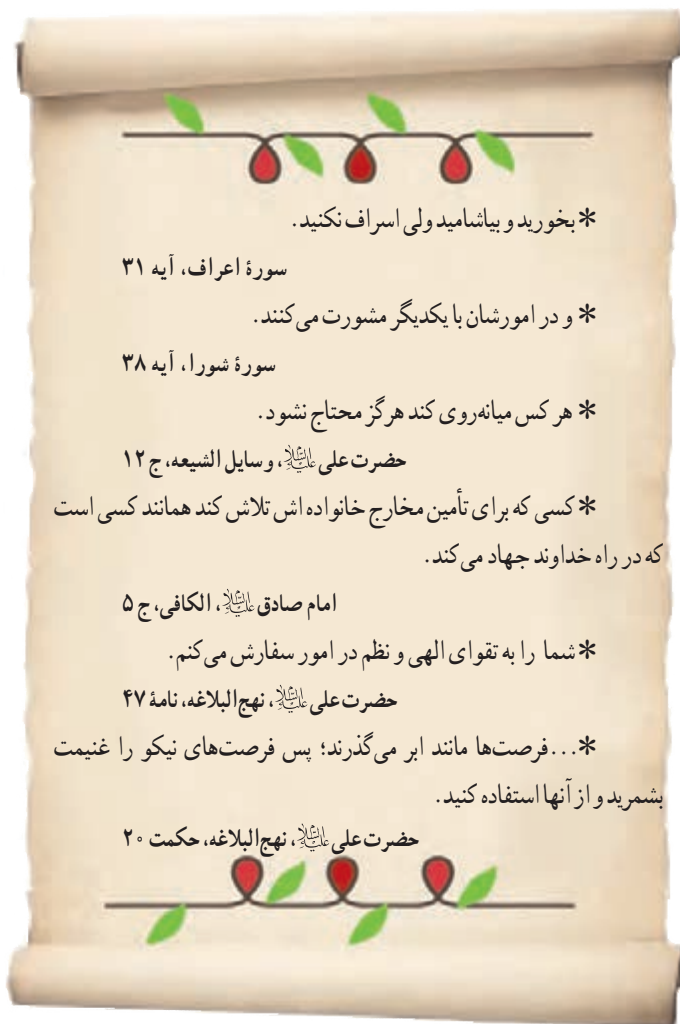 * بخورید و بیاشامید ولی اسراف نکنید.
سورهٔ اعراف، آیه ۳۱
* و در امورشان با یکدیگر مشورت می‌کنند.
سورهٔ شورا، آیه ۳۸
* هر کس میانه‌روی کند هرگز محتاج نشود.
حضرت علی علیه‌السلام، وسایل الشیعه، ج ۱۲
* کسی که برای تأمین مخارج خانواده اش تلاش کند همانند کسی است
که در راه خداوند جهاد می‌کند.
امام صادق علیه‌السلام، الکافی، ج ۵
* شما را به تقوای الهی و نظم در امور سفارش می‌کنم.
حضرت علی علیه‌السلام، نهج‌البلاغه، نامهٔ ۴۷
* ...فرصت‌ها مانند ابر می‌گذرند؛ پس فرصت‌های نیکو را غنیمت
بشمرید و از آنها استفاده کنید.
حضرت علی علیه‌السلام، نهج‌البلاغه، حکمت ۲۰